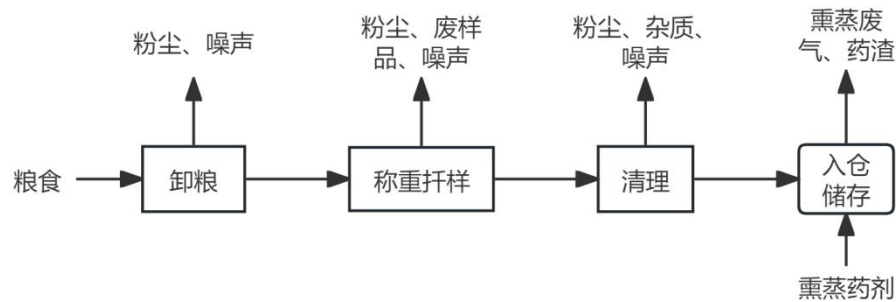 粉尘、噪声
粉尘、废样
品、噪声
粉尘、杂质、
噪声
熏蒸废
气、药渣
粮食
卸粮
称重扦样
清理
入仓
储存
熏蒸药剂